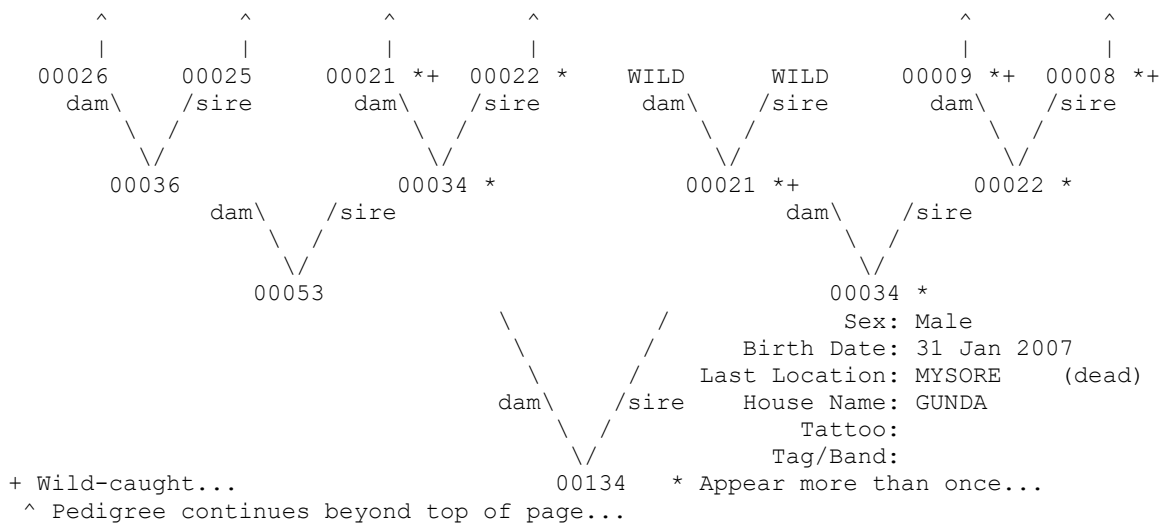 ^ ^ ^ ^ ^ ^
| | | | | |
00026 00025 00021 *+ 00022 * WILD WILD 00009 *+ 00008 *+
dam\ /sire dam\ /sire dam\ /sire dam\ /sire
\ / \ / \ / \ /
\/ \/ \/ \/
00036 00034 * 00021 *+ 00022 *
dam\ /sire dam\ /sire
\ / \ /
\/ \/
00053 00034 *
\ / Sex: Male
\ / Birth Date: 31 Jan 2007
\ / Last Location: MYSORE (dead)
dam\ /sire House Name: GUNDA
\ / Tattoo:
\/ Tag/Band:
+ Wild-caught... 00134 * Appear more than once...
^ Pedigree continues beyond top of page...